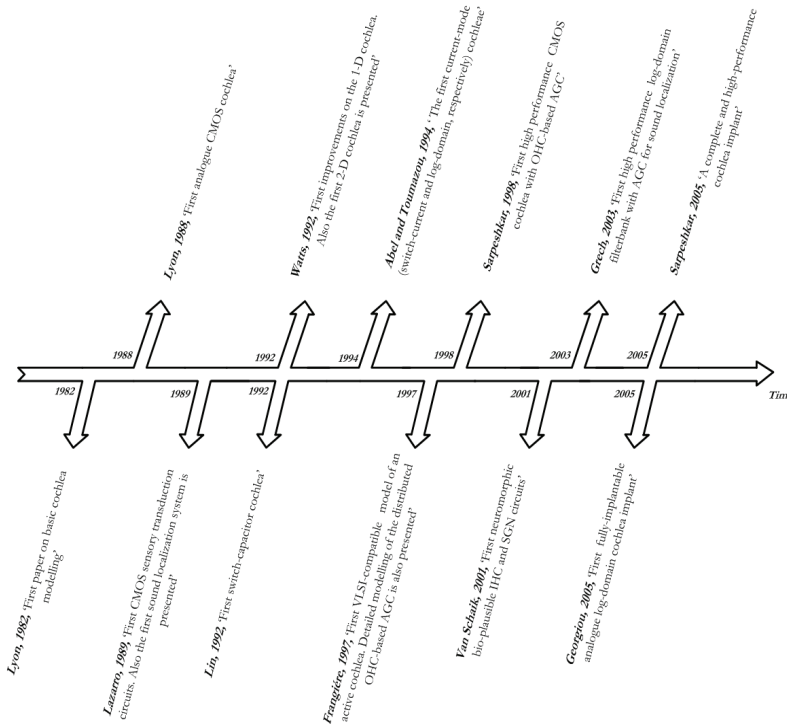 Lyon, 1988, 'First analogue CMOS cochlea'
Watts, 1992, 'First improvements on the 1-D cochlea.
Also the first 2-D cochlea is presented'
Abel and Toumazou, 1994, ' The first current-mode
(switch-current and log-domain, respectively) cochleae'
Sarpeshkar, 1998, 'First high performance CMOS
cochlea with OHC-based AGC'
Grech, 2003, 'First high performance log-domain
filterbank with AGC for sound localization'
Sarpeshkar, 2005, 'A complete and high-performance
cochlea implant'
1988
1992
1994
1998
2003
2005
1982
1989
1992
1997
2001
2005
Tim
Lyon, 1982, 'First paper on basic cochlea
modelling'
Lazarro, 1989, 'First CMOS sensory transduction
circuits. Also the first sound localization system is
presented'
Lin, 1992, 'First switch-capacitor cochlea'
Frangiére, 1997, 'First VLSI-compatible model of an
active cochlea. Detailed modelling of the distributed
OHC-based AGC is also presented'
Van Schaik, 2001, 'First neuromorphic
bio-plausible IHC and SGN circuits'
Georgiou, 2005, 'First fully-implantable
analogue log-domain cochlea implant'